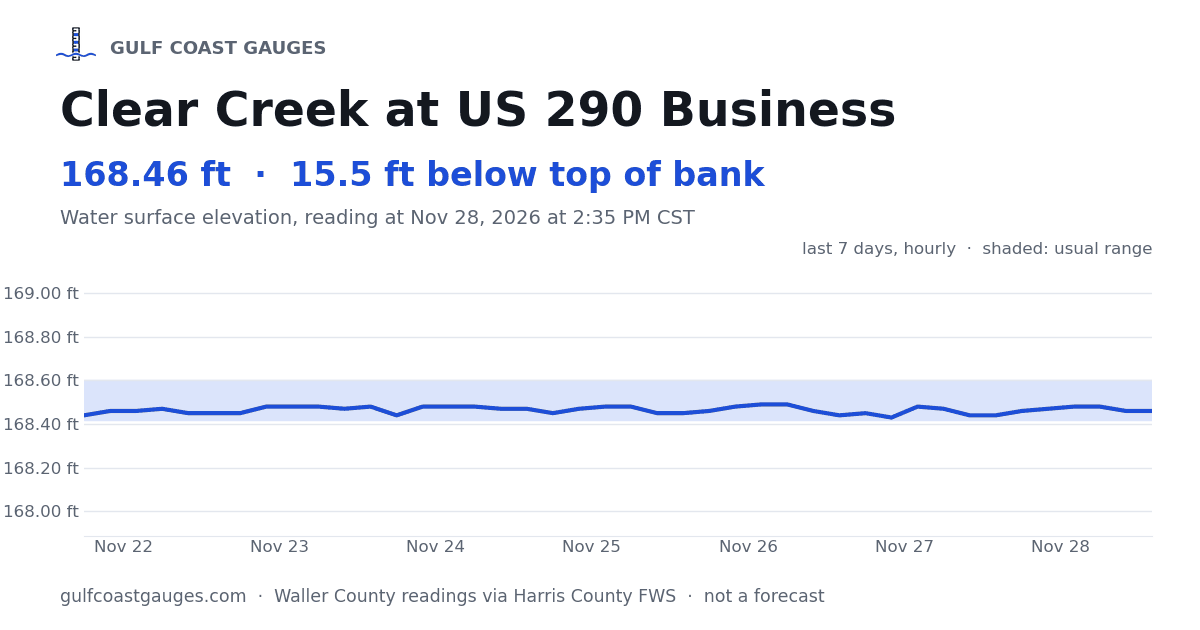 GULF COAST GAUGES
Clear Creek at US 290 Business
168.46 ft · 15.5 ft below top of bank
Water surface elevation, reading at Nov 28, 2026 at 2:35 PM CST
last 7 days, hourly · shaded: usual range
169.00 ft
168.80 ft
168.60 ft
168.40 ft
168.20 ft
168.00 ft
Nov 22 Nov 23 Nov 24 Nov 25 Nov 26 Nov 27 Nov 28
gulfcoastgauges.com · Waller County readings via Harris County FWS · not a forecast